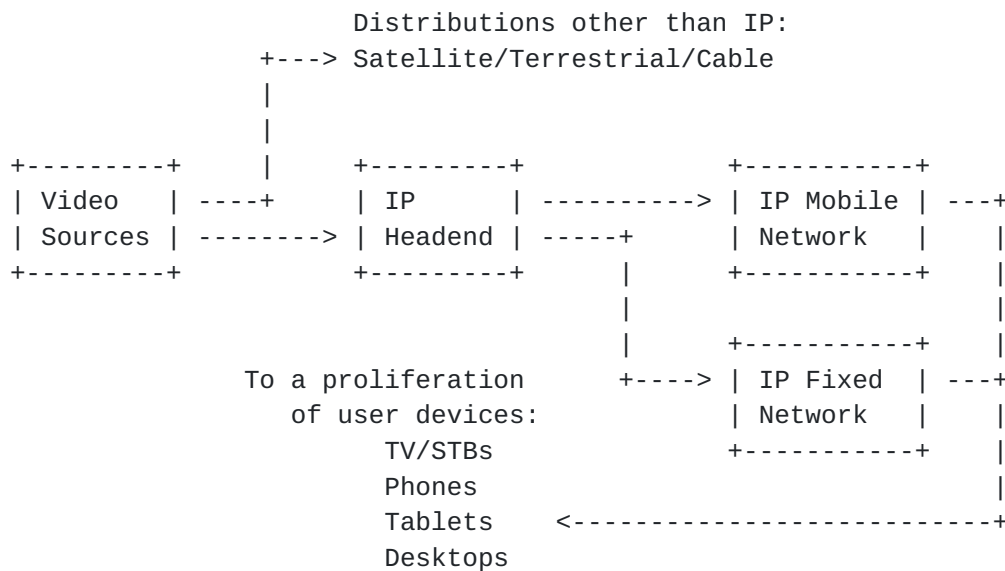 Distributions other than IP:
+---> Satellite/Terrestrial/Cable
|
|
+---------+     |     +---------+             +-----------+
| Video   | ----+     | IP      | ----------> | IP Mobile | ---+
| Sources | --------> | Headend | -----+      | Network   |    |
+---------+           +---------+      |      +-----------+    |
|                       |
|      +-----------+    |
To a proliferation      +----> | IP Fixed  | ---+
of user devices:               | Network   |    |
TV/STBs               +-----------+    |
Phones                                 |
Tablets    <---------------------------+
Desktops